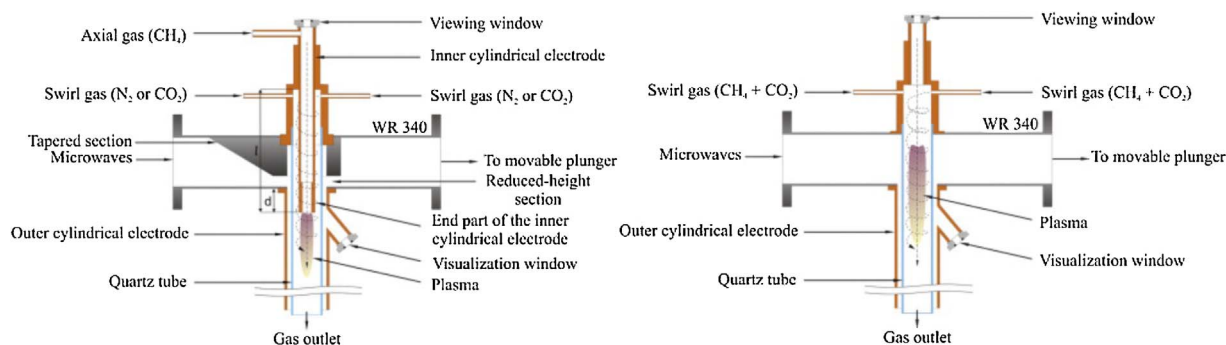 Viewing window
Axial gas (CH₄)
Inner cylindrical electrode
Swirl gas (N₂ or CO₂)
Swirl gas (N₂ or CO₂)
l
WR 340
Tapered section
Microwaves
To movable plunger
Reduced-height
section
d
End part of the inner
cylindrical electrode
Outer cylindrical electrode
Visualization window
Quartz tube
Plasma
Gas outlet
Viewing window
Swirl gas (CH₄ + CO₂)
Swirl gas (CH₄ + CO₂)
WR 340
Microwaves
To movable plunger
Plasma
Outer cylindrical electrode
Visualization window
Quartz tube
Gas outlet